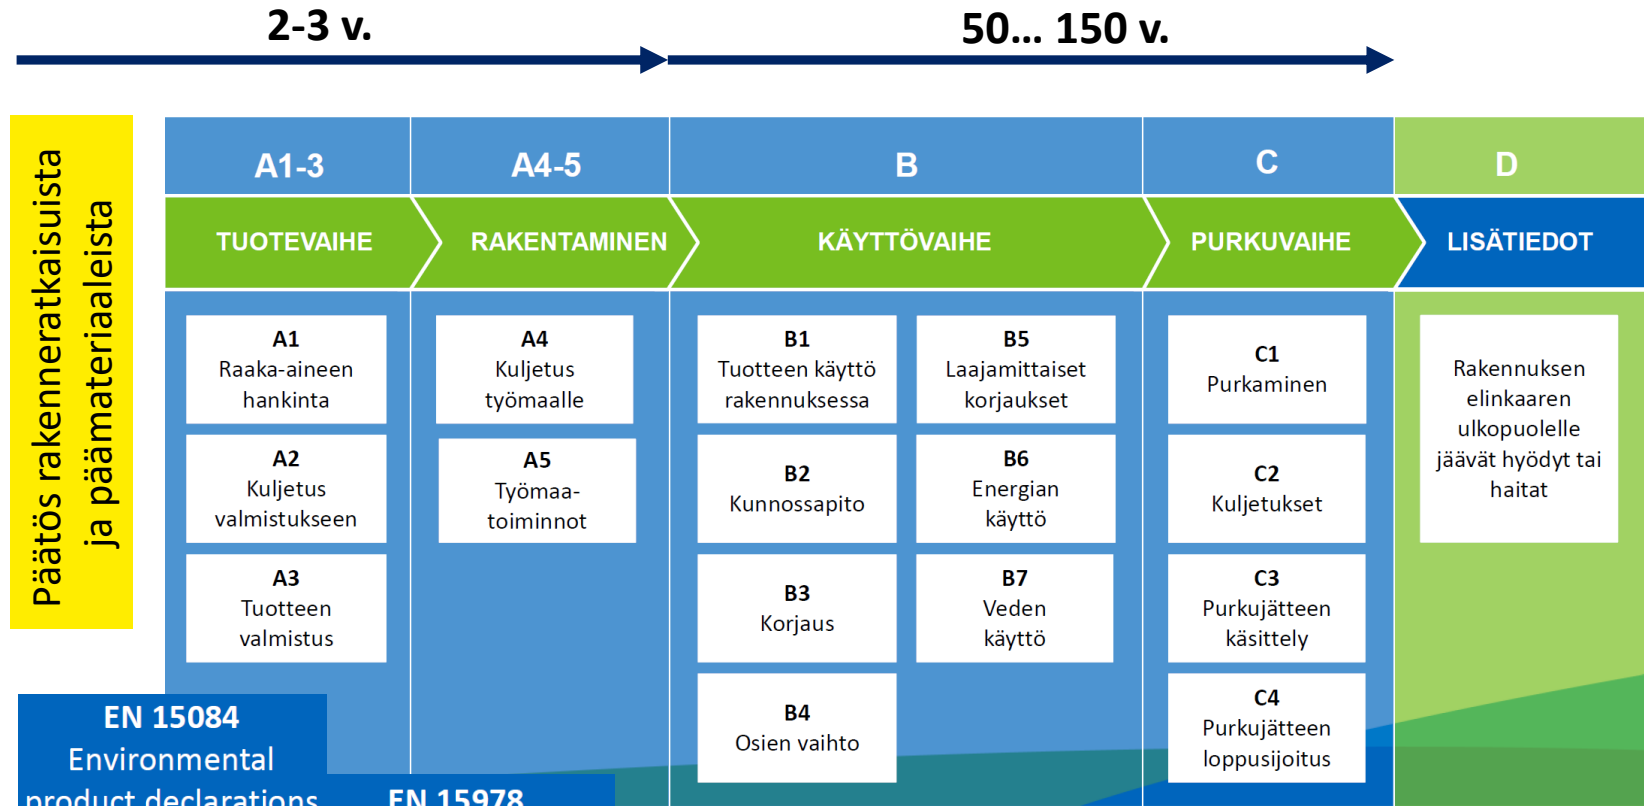 2-3 v.
50... 150 v.
Päätös rakenneratkaisuista
ja päämateriaaleista
A1-3
A4-5
B
C
D
TUOTEVAIHE
RAKENTAMINEN
KÄYTTÖVAIHE
PURKUVAIHE
LISÄTIEDOT
A1
Raaka-aineen
hankinta
A2
Kuljetus
valmistukseen
A3
Tuotteen
valmistus
A4
Kuljetus
työmaalle
A5
Työmaa-
toiminnot
B1
Tuotteen käyttö
rakennuksessa
B2
Kunnossapito
B3
Korjaus
B4
Osien vaihto
B5
Laajamittaiset
korjaukset
B6
Energian
käyttö
B7
Veden
käyttö
C1
Purkaminen
C2
Kuljetukset
C3
Purkujätteen
käsittely
C4
Purkujätteen
loppusijoitus
Rakennuksen
elinkaaren
ulkopuolelle
jäävät hyödyt tai
haitat
EN 15084
Environmental
product declarations
EN 15978